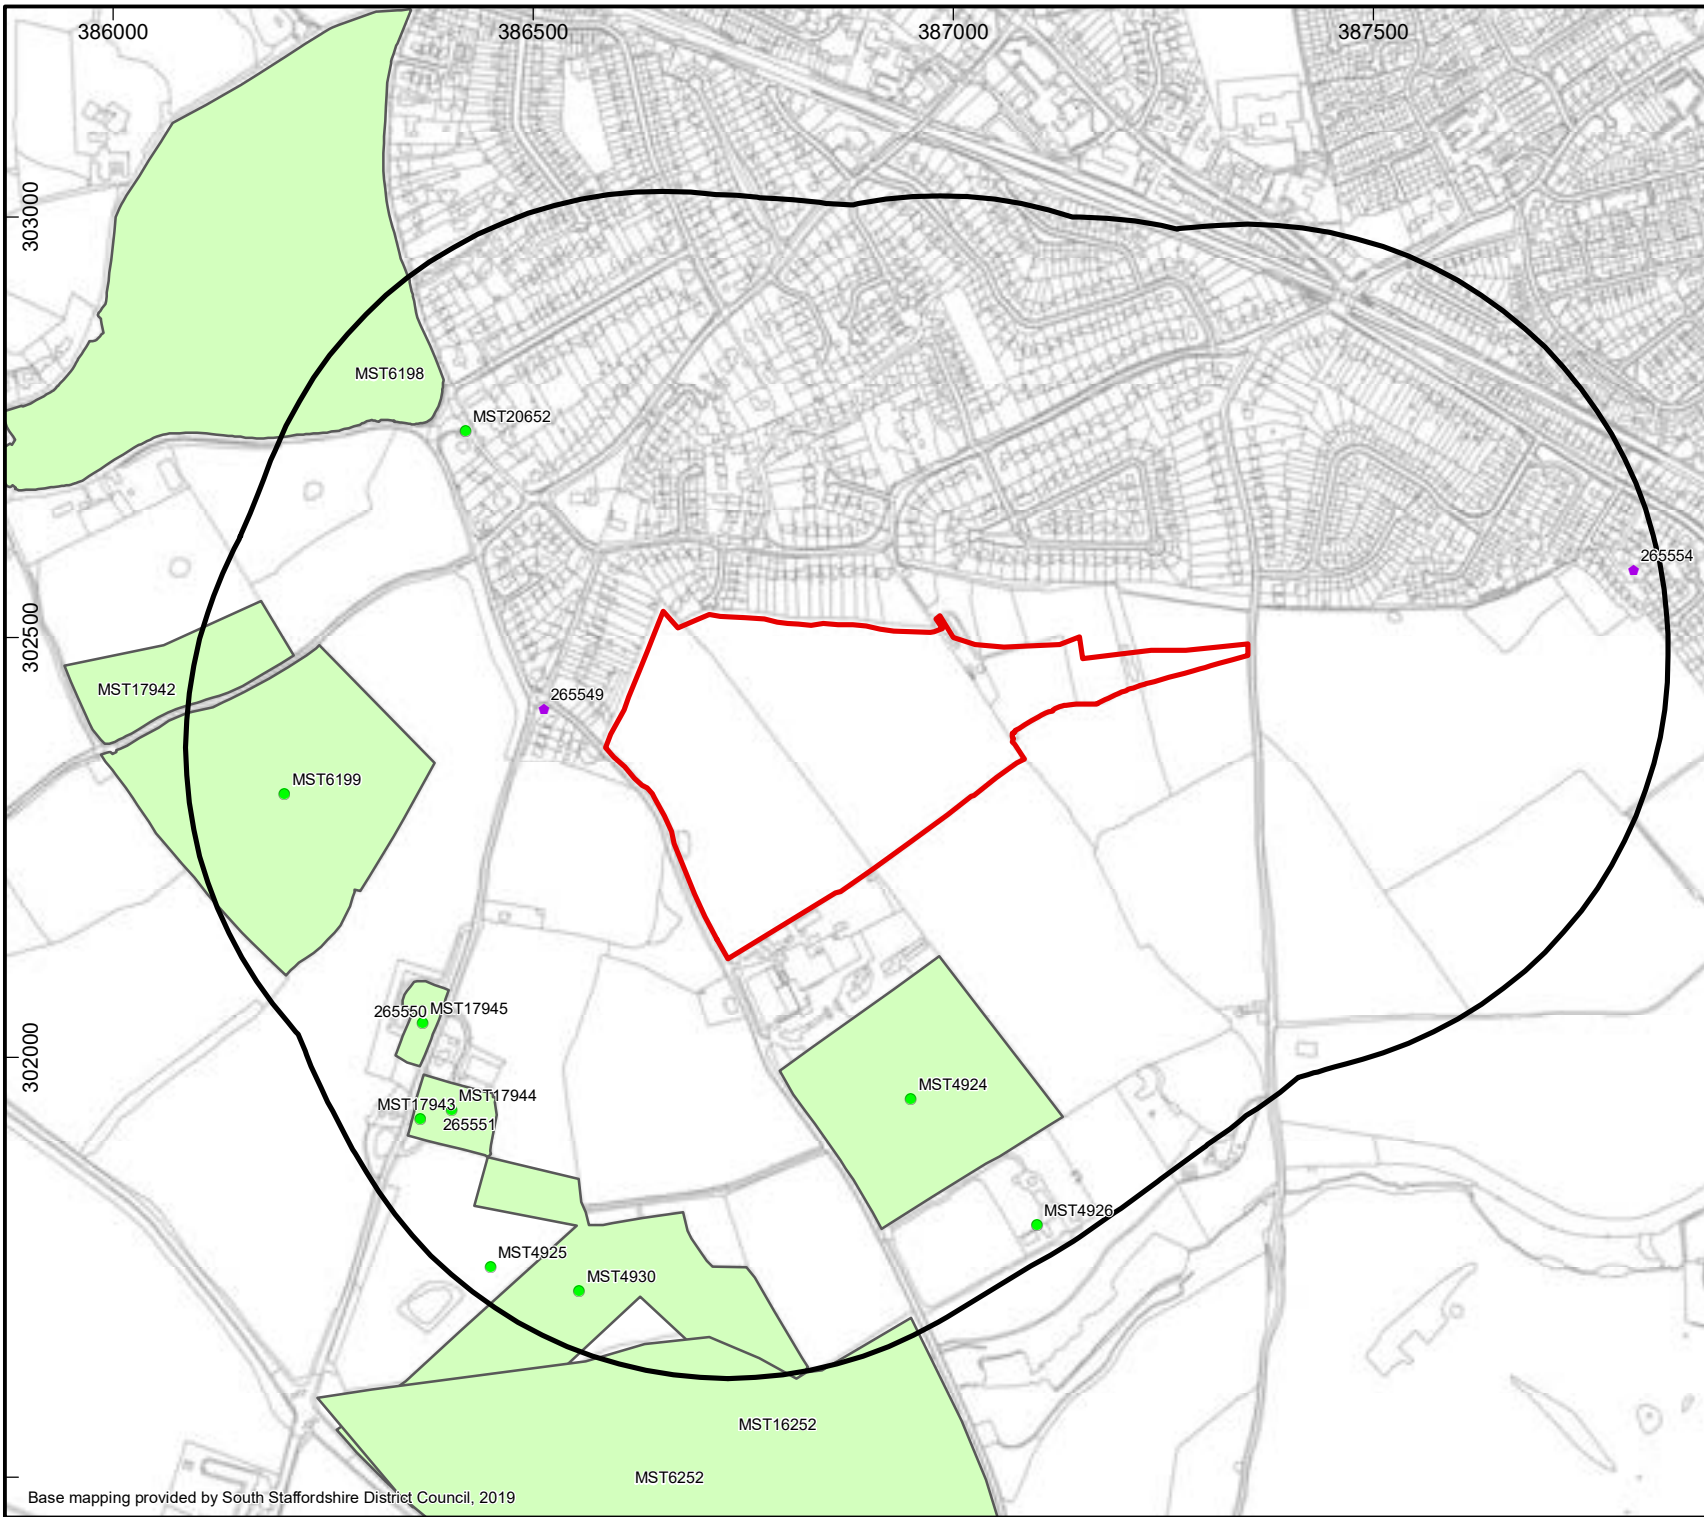 386000
386500
387000
387500
303000
302500
302000
MST6198
MST20652
265554
MST17942
265549
MST6199
265550
MST17945
MST17944
MST17943
265551
MST4924
MST4926
MST4925
MST4930
MST16252
MST6252
Base mapping provided by South Staffordshire District Council, 2019